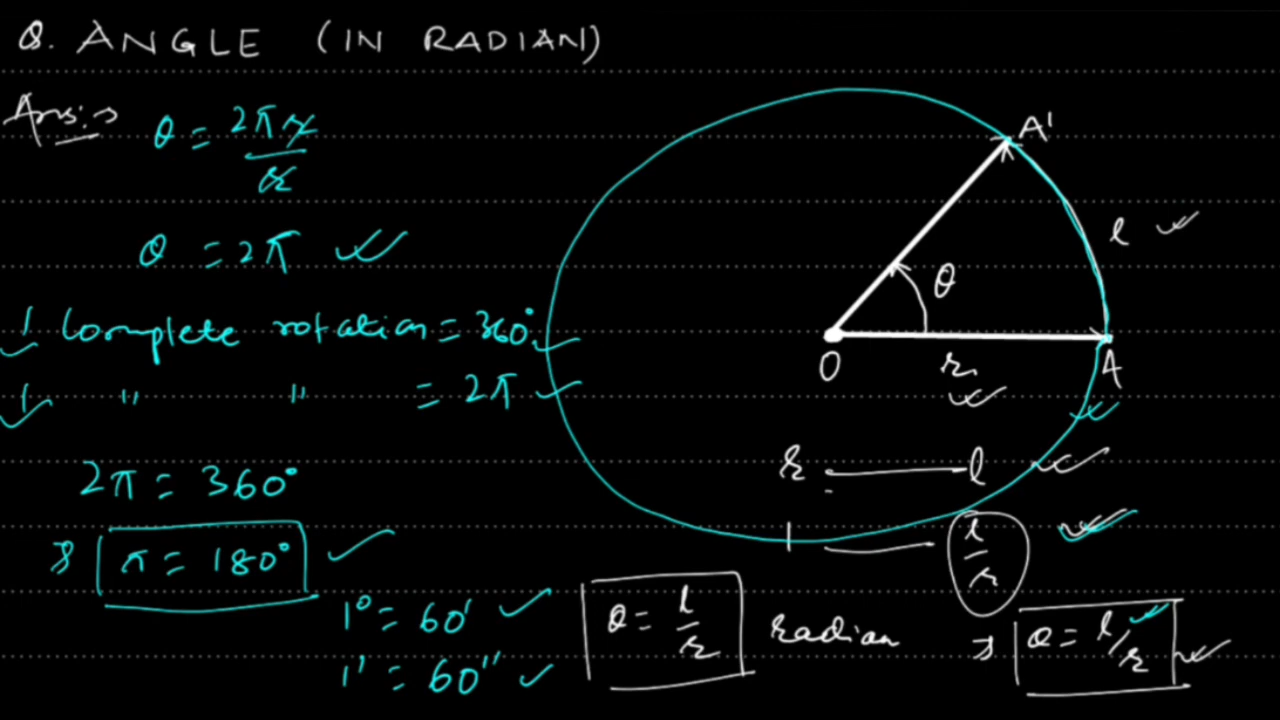 Q. ANGLE (IN RADIAN)
Ans:→
θ = 2πr/r
θ = 2π
1 Complete rotation = 360°
1 " " = 2π
2π = 360°
π = 180°
1° = 60'
1' = 60"
A'
l
θ
O
r
A
r — l
1 — l/r
θ = l/r radian
θ = l/r